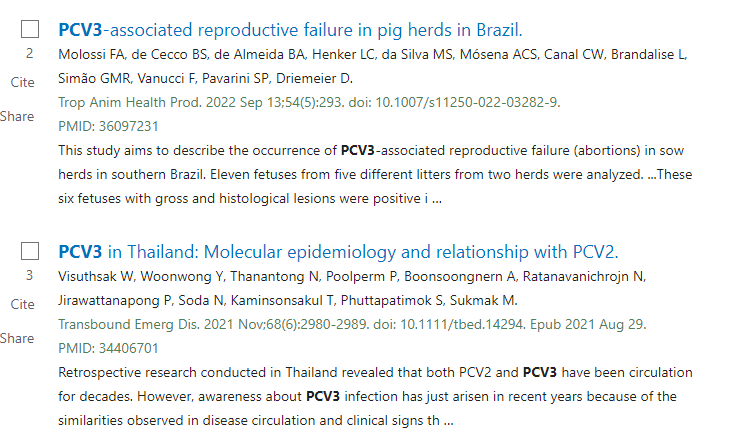 PCV3-associated reproductive failure in pig herds in Brazil.
2
Molossi FA, de Cecco BS, de Almeida BA, Henker LC, da Silva MS, Mósena ACS, Canal CW, Brandalise L,
Cite
Simão GMR, Vanucci F, Pavarini SP, Driemeier D.
Trop Anim Health Prod. 2022 Sep 13;54(5):293. doi: 10.1007/s11250-022-03282-9.
Share
PMID: 36097231
This study aims to describe the occurrence of PCV3-associated reproductive failure (abortions) in sow
herds in southern Brazil. Eleven fetuses from five different litters from two herds were analyzed. ...These
six fetuses with gross and histological lesions were positive i ...
PCV3 in Thailand: Molecular epidemiology and relationship with PCV2.
3
Visuthsak W, Woonwong Y, Thanantong N, Poolperm P, Boonsoongnern A, Ratanavanichrojn N,
Cite
Jirawattanapong P, Soda N, Kaminsonsakul T, Phuttapatimok S, Sukmak M.
Transbound Emerg Dis. 2021 Nov;68(6):2980-2989. doi: 10.1111/tbed.14294. Epub 2021 Aug 29.
Share
PMID: 34406701
Retrospective research conducted in Thailand revealed that both PCV2 and PCV3 have been circulation
for decades. However, awareness about PCV3 infection has just arisen in recent years because of the
similarities observed in disease circulation and clinical signs th ...